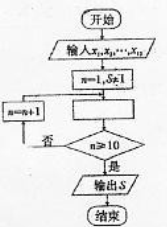 开始
输入x₁,x₂,…,x₁₀
n=1,S=1
n=n+1
n≥10
否
是
输出S
结束